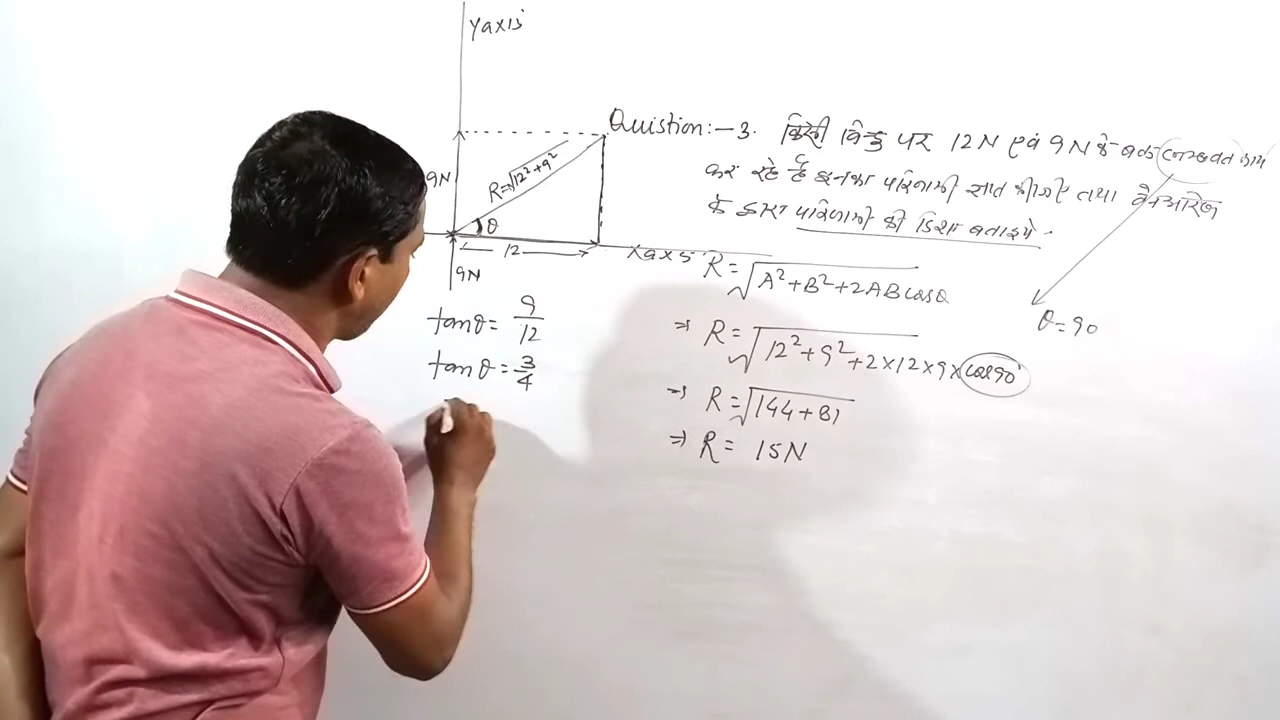 Yaxis
Quistion:-3. किसी बिन्दु पर 12N एवं 9N के बल लम्बवत काय
कर रहे है इनका परिणामी ज्ञात कीजिए तथा
के द्वारा परिणामी की दिशा बताइये.
9N
R=√12²+9²
θ
12
Xaxs
9N
tanθ= 9/12
tanθ= 3/4
R= √A²+B²+2ABcosθ
θ=90
⇒ R= √12²+9²+2×12×9×cos90°
⇒ R= √144+81
⇒ R= 15N